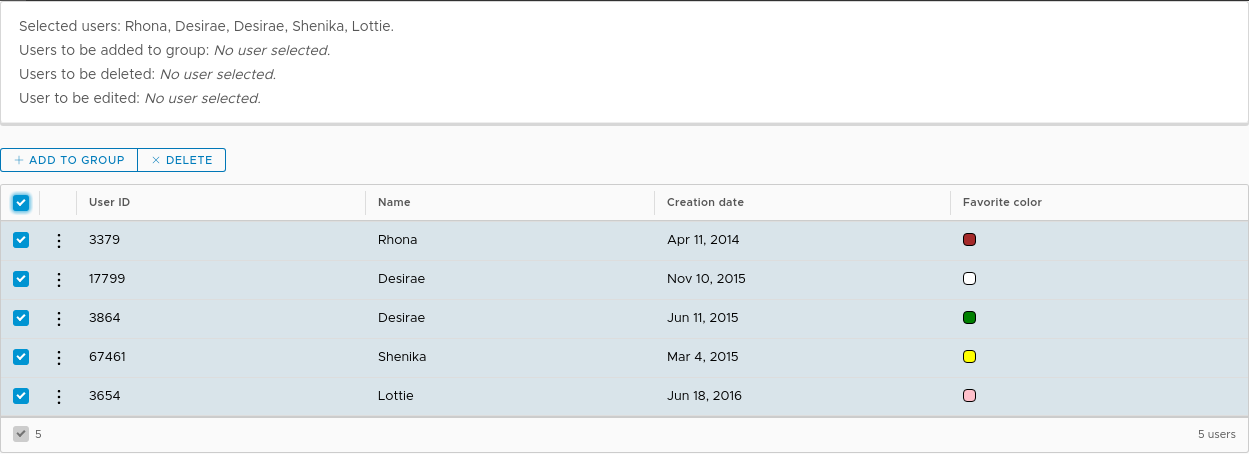 Selected users: Rhona, Desirae, Desirae, Shenika, Lottie.
Users to be added to group: No user selected.
Users to be deleted: No user selected.
User to be edited: No user selected.
ADD TO GROUP DELETE
User ID Name Creation date Favorite color
3379 Rhona Apr 11, 2014
17799 Desirae Nov 10, 2015
3864 Desirae Jun 11, 2015
67461 Shenika Mar 4, 2015
3654 Lottie Jun 18, 2016
5 5 users